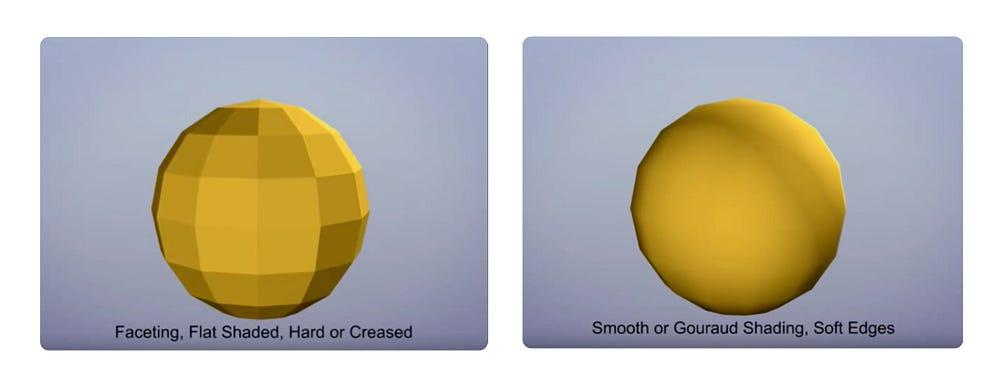 Faceting, Flat Shaded, Hard or Creased
Smooth or Gouraud Shading, Soft Edges